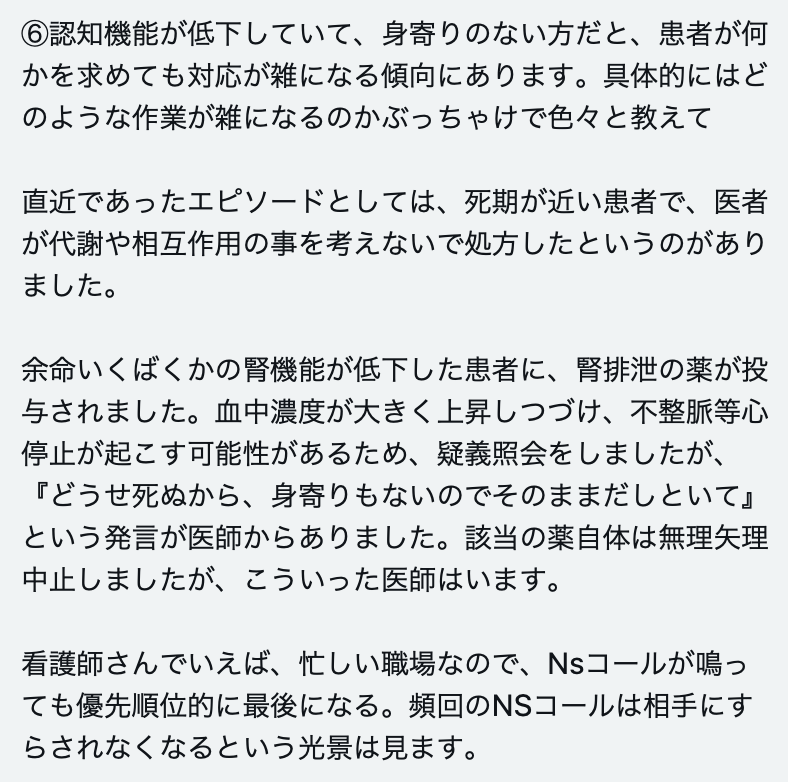 ⑥認知機能が低下していて、身寄りのない方だと、患者が何
かを求めても対応が雑になる傾向にあります。具体的にはど
のような作業が雑になるのかぶっちゃけで色々と教えて
直近であったエピソードとしては、死期が近い患者で、医者
が代謝や相互作用の事を考えないで処方したというのがあり
ました。
余命いくばくかの腎機能が低下した患者に、腎排泄の薬が投
与されました。血中濃度が大きく上昇しつづけ、不整脈等心
停止が起こす可能性があるため、疑義照会をしましたが、
『どうせ死ぬから、身寄りもないのでそのままだしといて』
という発言が医師からありました。該当の薬自体は無理矢理
中止しましたが、こういった医師はいます。
看護師さんでいえば、忙しい職場なので、Nsコールが鳴っ
ても優先順位的に最後になる。頻回のNSコールは相手にす
らされなくなるという光景は見ます。